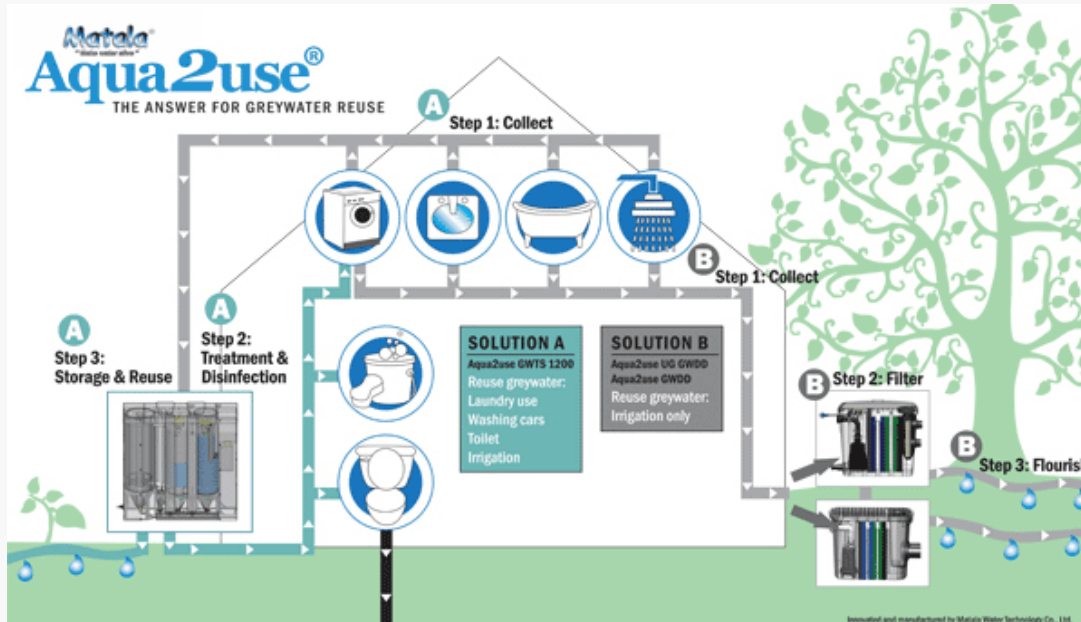 Matala®
Aqua2use®
THE ANSWER FOR GREYWATER REUSE
A
Step 1: Collect
B
Step 1: Collect
A
Step 2:
Treatment &
Disinfection
A
Step 3:
Storage & Reuse
SOLUTION A
Aqua2use GWTS 1200
Reuse greywater:
Laundry use
Washing cars
Toilet
Irrigation
SOLUTION B
Aqua2use UG GWDD
Aqua2use GWDD
Reuse greywater:
Irrigation only
B
Step 2: Filter
B
Step 3: Flouris
Innovated and manufactured by Matala Water Technology Co., Ltd.